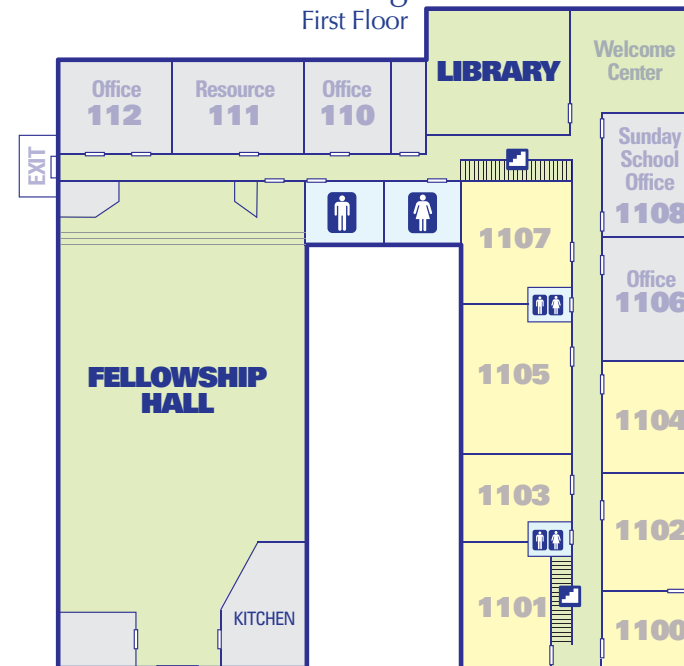 First Floor
Office
112
Resource
111
Office
110
LIBRARY
Welcome
Center
EXIT
Sunday
School
Office
1108
1107
Office
1106
FELLOWSHIP
HALL
1105
1104
1103
1102
KITCHEN
1101
1100